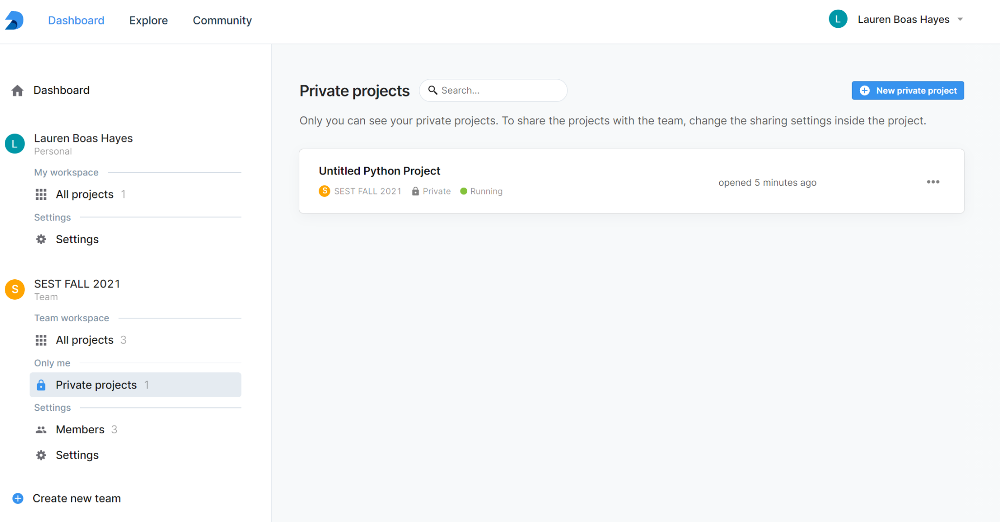 Dashboard Explore Community
L Lauren Boas Hayes
Dashboard
L Lauren Boas Hayes
Personal
My workspace
All projects 1
Settings
Settings
S SEST FALL 2021
Team
Team workspace
All projects 3
Only me
Private projects 1
Settings
Members 3
Settings
Create new team
Private projects Search... New private project
Only you can see your private projects. To share the projects with the team, change the sharing settings inside the project.
Untitled Python Project
S SEST FALL 2021 Private Running
opened 5 minutes ago